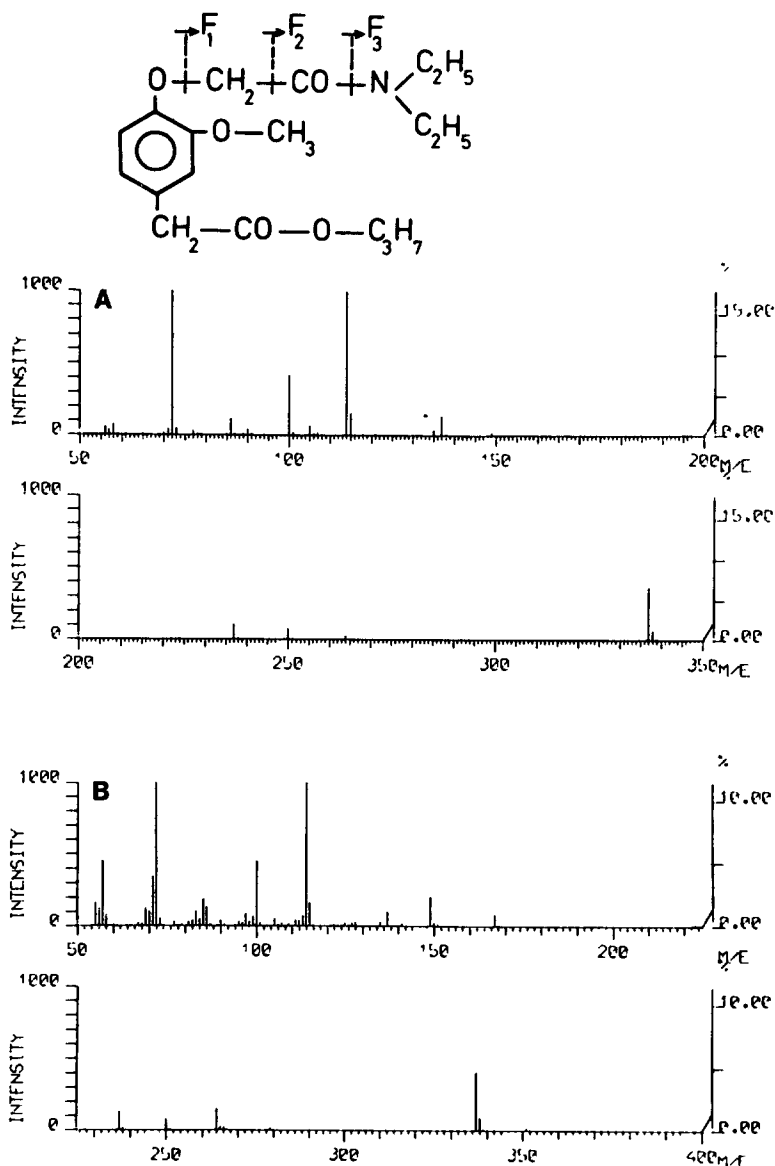 F1 F2 F3
O CH2 CO N C2H5
C2H5
O—CH3
CH2—CO—O—C3H7
1000 A %
INTENSITY 15.00
0 0.00
50 100 150 200 M/E
1000 %
INTENSITY 15.00
0 0.00
200 250 300 350 M/E
1000 B %
INTENSITY 10.00
0 0.00
50 100 150 200 M/E
1000 %
INTENSITY 10.00
0 0.00
250 300 350 400 M/E